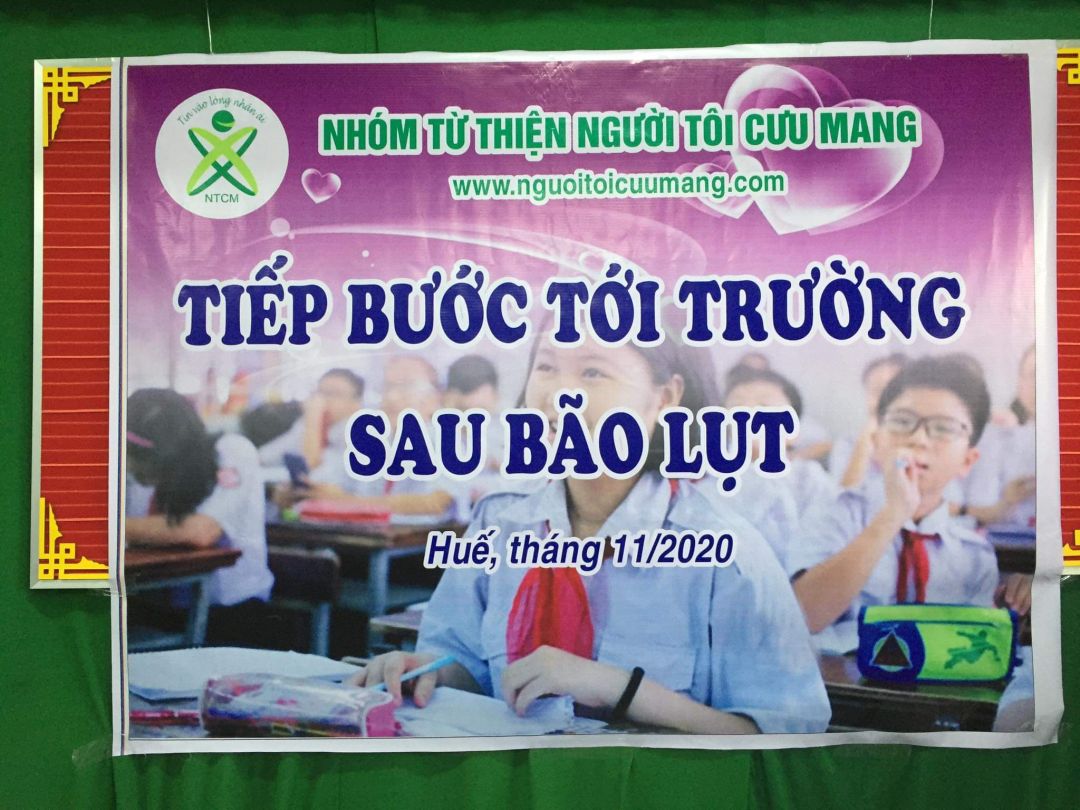 Tin vào lòng nhân ái
NTCM
NHÓM TỪ THIỆN NGƯỜI TÔI CƯU MANG
www.nguoitoicuumang.com
TIẾP BƯỚC TỚI TRƯỜNG
SAU BÃO LỤT
Huế, tháng 11/2020